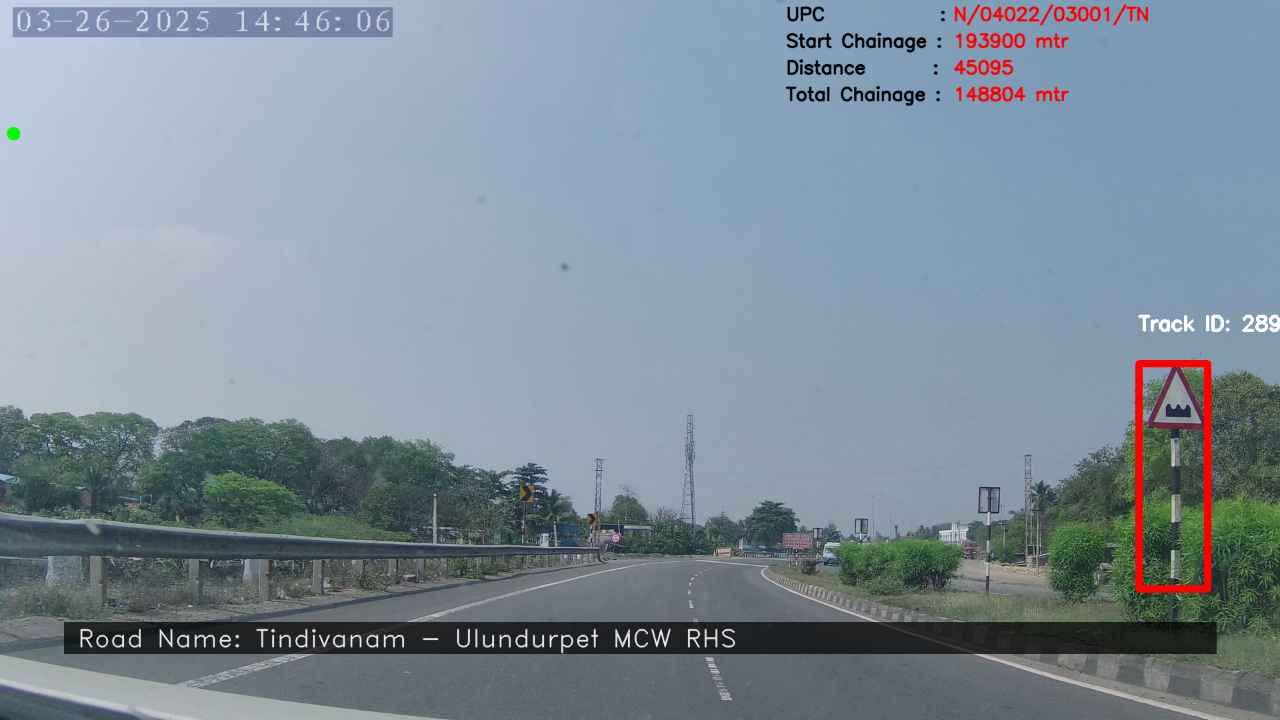 03-26-2025 14:46:06
UPC : N/04022/03001/TN
Start Chainage : 193900 mtr
Distance : 45095
Total Chainage : 148804 mtr
Track ID: 289
Road Name: Tindivanam - Ulundurpet MCW RHS